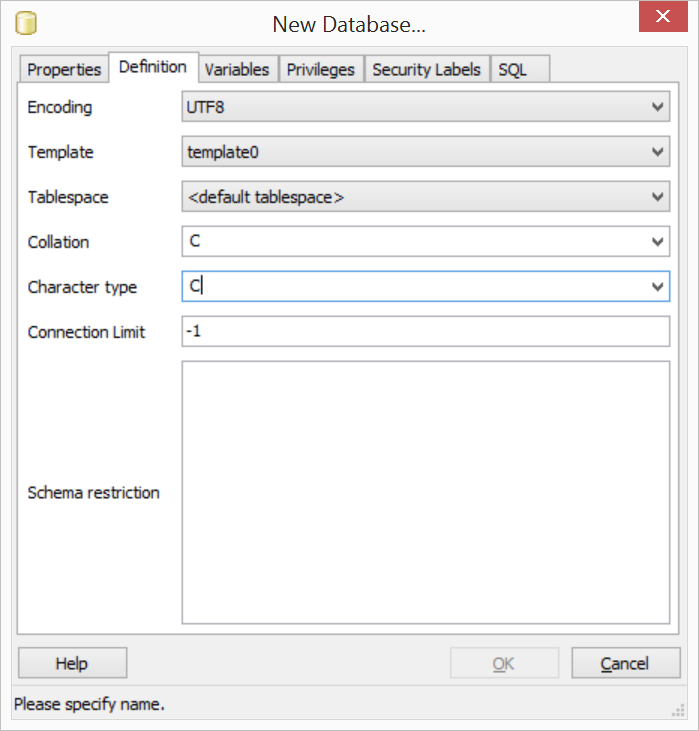 New Database...
Properties Definition Variables Privileges Security Labels SQL
Encoding UTF8
Template template0
Tablespace <default tablespace>
Collation C
Character type C
Connection Limit -1
Schema restriction
Help OK Cancel
Please specify name.